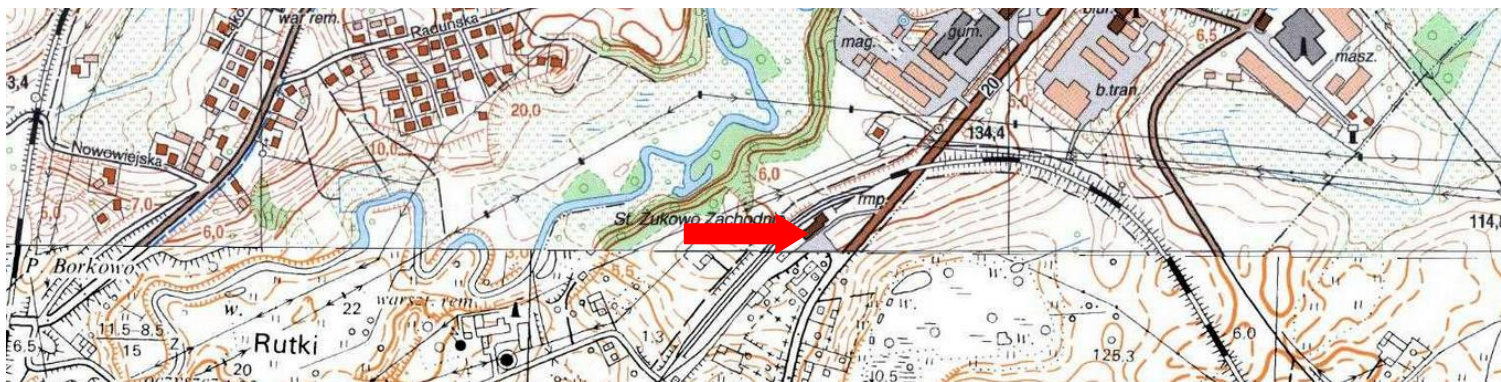 war rem.
Raduńska
mag.
gum.
biur.
6.5
masz.
b.tran.
20
5,0
134,4
3,4
20,0
10,0
Nowowiejska
7,0
5,0
6,0
6,0
St. Żukowo Zachodni
rmp.
114,
P. Borkowo
3,0
6,5
warszt. rem.
w.
22
11.5 8,5
15
Z
20
Rutki
6.5
1.3
w.
6.0
125.3
10.5